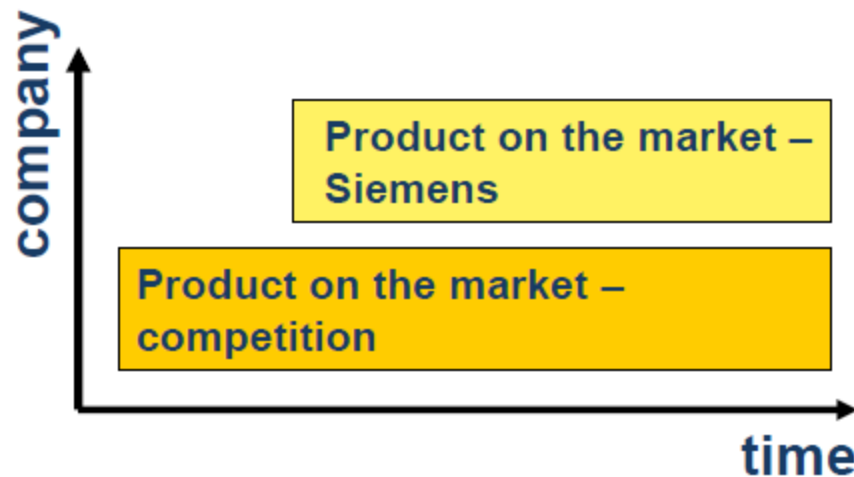 company
Product on the market –
Siemens
Product on the market –
competition
time